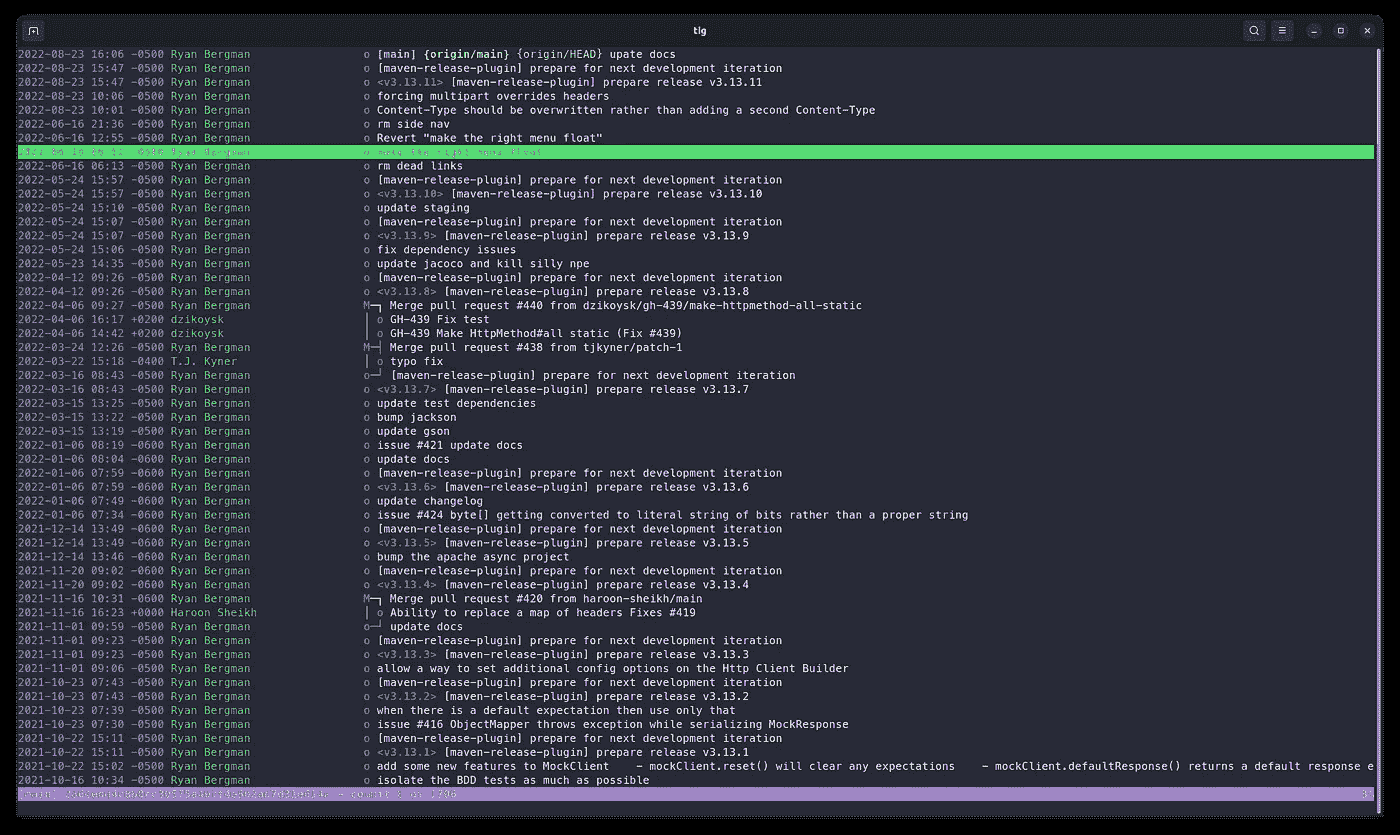 tig
2022-08-23 16:06 -0500 Ryan Bergman o [main] {origin/main} {origin/HEAD} upate docs
2022-08-23 15:47 -0500 Ryan Bergman o [maven-release-plugin] prepare for next development iteration
2022-08-23 15:47 -0500 Ryan Bergman o <v3.13.11> [maven-release-plugin] prepare release v3.13.11
2022-08-23 10:06 -0500 Ryan Bergman o forcing multipart overrides headers
2022-08-23 10:01 -0500 Ryan Bergman o Content-Type should be overwritten rather than adding a second Content-Type
2022-06-16 21:36 -0500 Ryan Bergman o rm side nav
2022-06-16 12:55 -0500 Ryan Bergman o Revert "make the right menu float"
Ryan Bergman o make the right menu float
2022-06-16 06:13 -0500 Ryan Bergman o rm dead links
2022-05-24 15:57 -0500 Ryan Bergman o [maven-release-plugin] prepare for next development iteration
2022-05-24 15:57 -0500 Ryan Bergman o <v3.13.10> [maven-release-plugin] prepare release v3.13.10
2022-05-24 15:10 -0500 Ryan Bergman o update staging
2022-05-24 15:07 -0500 Ryan Bergman o [maven-release-plugin] prepare for next development iteration
2022-05-24 15:07 -0500 Ryan Bergman o <v3.13.9> [maven-release-plugin] prepare release v3.13.9
2022-05-24 15:06 -0500 Ryan Bergman o fix dependency issues
2022-05-23 14:35 -0500 Ryan Bergman o update jacoco and kill silly npe
2022-04-12 09:26 -0500 Ryan Bergman o [maven-release-plugin] prepare for next development iteration
2022-04-12 09:26 -0500 Ryan Bergman o <v3.13.8> [maven-release-plugin] prepare release v3.13.8
2022-04-06 09:27 -0500 Ryan Bergman M─┐ Merge pull request #440 from dzikoysk/gh-439/make-httpmethod-all-static
2022-04-06 16:17 +0200 dzikoysk │ o GH-439 Fix test
2022-04-06 14:42 +0200 dzikoysk │ o GH-439 Make HttpMethod#all static (Fix #439)
2022-03-24 12:26 -0500 Ryan Bergman M─┤ Merge pull request #438 from tjkyner/patch-1
2022-03-22 15:18 -0400 T.J. Kyner │ o typo fix
2022-03-16 08:43 -0500 Ryan Bergman o─┘ [maven-release-plugin] prepare for next development iteration
2022-03-16 08:43 -0500 Ryan Bergman o <v3.13.7> [maven-release-plugin] prepare release v3.13.7
2022-03-15 13:25 -0500 Ryan Bergman o update test dependencies
2022-03-15 13:22 -0500 Ryan Bergman o bump jackson
2022-03-15 13:19 -0500 Ryan Bergman o update gson
2022-01-06 08:19 -0600 Ryan Bergman o issue #421 update docs
2022-01-06 08:04 -0600 Ryan Bergman o update docs
2022-01-06 07:59 -0600 Ryan Bergman o [maven-release-plugin] prepare for next development iteration
2022-01-06 07:59 -0600 Ryan Bergman o <v3.13.6> [maven-release-plugin] prepare release v3.13.6
2022-01-06 07:49 -0600 Ryan Bergman o update changelog
2022-01-06 07:34 -0600 Ryan Bergman o issue #424 byte[] getting converted to literal string of bits rather than a proper string
2021-12-14 13:49 -0600 Ryan Bergman o [maven-release-plugin] prepare for next development iteration
2021-12-14 13:49 -0600 Ryan Bergman o <v3.13.5> [maven-release-plugin] prepare release v3.13.5
2021-12-14 13:46 -0600 Ryan Bergman o bump the apache async project
2021-11-20 09:02 -0600 Ryan Bergman o [maven-release-plugin] prepare for next development iteration
2021-11-20 09:02 -0600 Ryan Bergman o <v3.13.4> [maven-release-plugin] prepare release v3.13.4
2021-11-16 10:31 -0600 Ryan Bergman M─┐ Merge pull request #420 from haroon-sheikh/main
2021-11-16 16:23 +0000 Haroon Sheikh │ o Ability to replace a map of headers Fixes #419
2021-11-01 09:59 -0500 Ryan Bergman o─┘ update docs
2021-11-01 09:23 -0500 Ryan Bergman o [maven-release-plugin] prepare for next development iteration
2021-11-01 09:23 -0500 Ryan Bergman o <v3.13.3> [maven-release-plugin] prepare release v3.13.3
2021-11-01 09:06 -0500 Ryan Bergman o allow a way to set additional config options on the Http Client Builder
2021-10-23 07:43 -0500 Ryan Bergman o [maven-release-plugin] prepare for next development iteration
2021-10-23 07:43 -0500 Ryan Bergman o <v3.13.2> [maven-release-plugin] prepare release v3.13.2
2021-10-23 07:39 -0500 Ryan Bergman o when there is a default expectation then use only that
2021-10-23 07:30 -0500 Ryan Bergman o issue #416 ObjectMapper throws exception while serializing MockResponse
2021-10-22 15:11 -0500 Ryan Bergman o [maven-release-plugin] prepare for next development iteration
2021-10-22 15:11 -0500 Ryan Bergman o <v3.13.1> [maven-release-plugin] prepare release v3.13.1
2021-10-22 15:02 -0500 Ryan Bergman o add some new features to MockClient - mockClient.reset() will clear any expectations - mockClient.defaultResponse() returns a default response e
2021-10-16 10:34 -0500 Ryan Bergman o isolate the BDD tests as much as possible
[main]